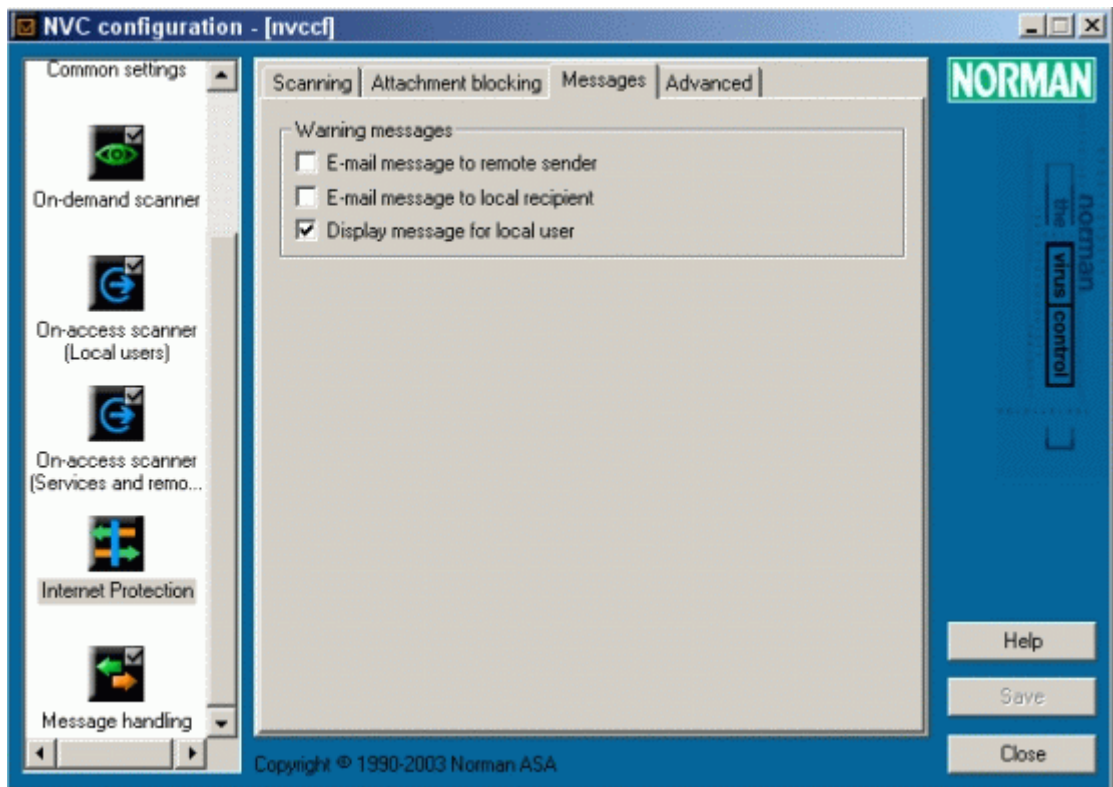 NVC configuration - [nvccf]
Common settings
On-demand scanner
On-access scanner
(Local users)
On-access scanner
(Services and remo...
Internet Protection
Message handling
Scanning
Attachment blocking
Messages
Advanced
Warning messages
E-mail message to remote sender
E-mail message to local recipient
Display message for local user
Copyright © 1990-2003 Norman ASA
NORMAN
norman
the virus control
Help
Save
Close